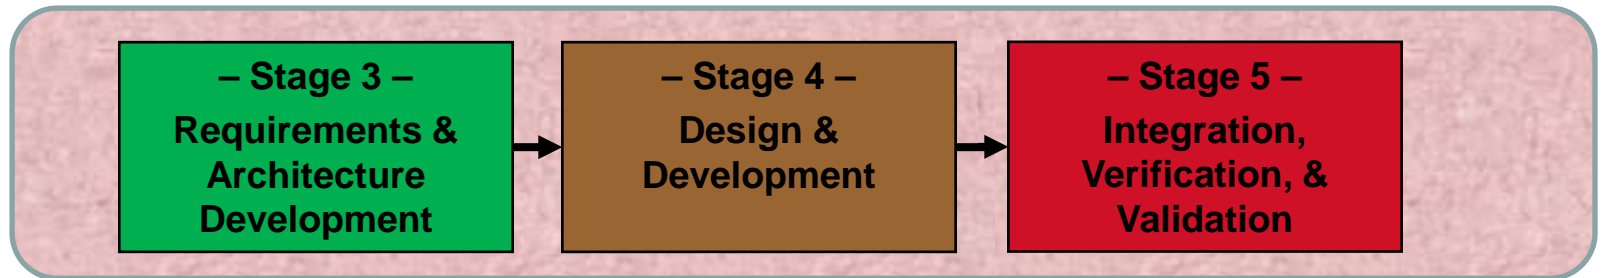 – Stage 3 –
Requirements &
Architecture
Development
– Stage 4 –
Design &
Development
– Stage 5 –
Integration,
Verification, &
Validation